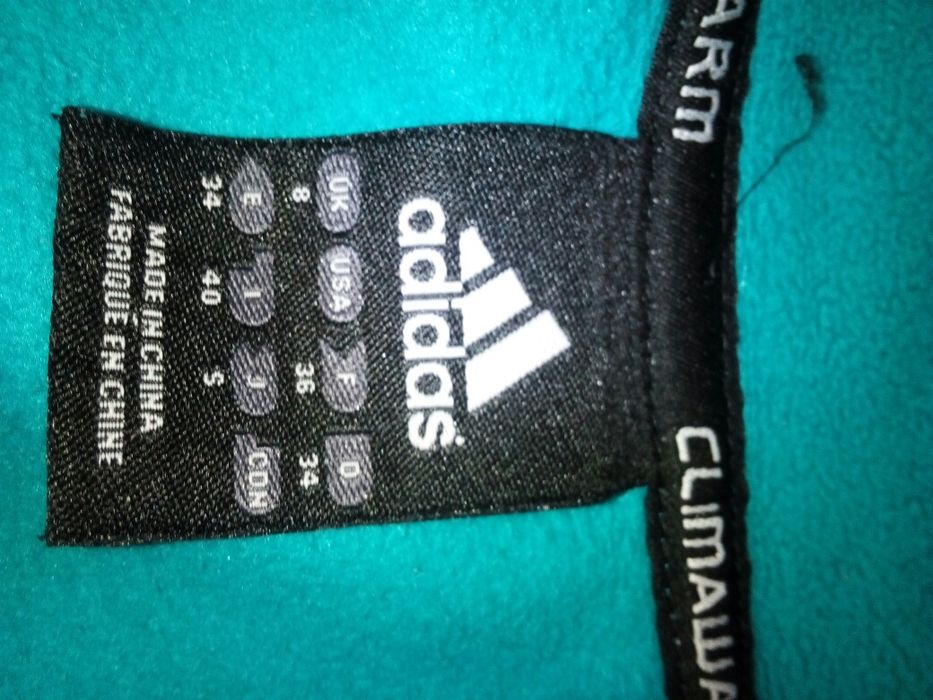 ARM
CLIMAWA
adidas
UK USA F D
8 36 34
E I J CDN
34 40 S
MADE IN CHINA
FABRIQUÉ EN CHINE